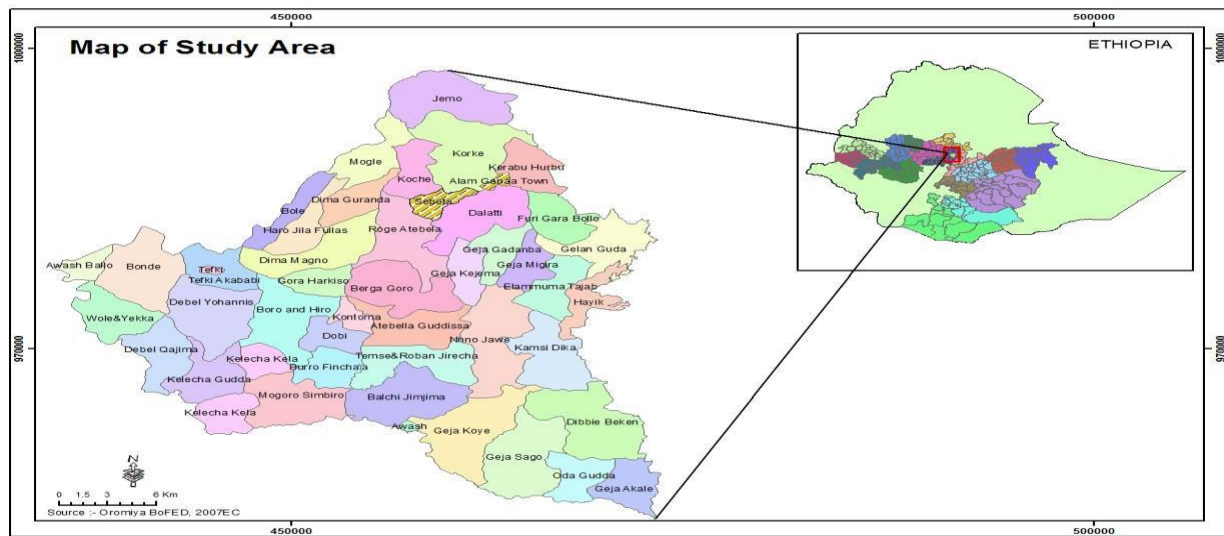 450000
500000
1000000
1000000
Map of Study Area
ETHIOPIA
Jemo
Korke
Mogle
Kerabu Hurbu
Koche
Alam Gabaa Town
Sebeta
Dima Guranda
Bole
Dalatti
Furi Gara Bollo
Haro Jila Fulias
Roge Atebela
Gelan Guda
Geja Gadanba
Dima Magno
Geja Migira
Awash Ballo
Bonde
Tefki
Geja Kejema
Tefki Akababi
Gora Harkiso
Berga Goro
Elammuma Tajab
Debel Yohannis
Boro and Hiro
Hayik
Wole&Yekka
Kontoma
Atebella Guddissa
Dobi
Nnno Jawe
970000
970000
Debel Qajima
Kamsi Dika
Kelecha Kela
Temse&Roban Jirecha
Burro Fincha'a
Kelecha Gudda
Mogoro Simbiro
Balchi Jimjima
Kelecha Kela
Awash
Geja Koye
Dibbie Beken
Geja Sago
N
Oda Gudda
Geja Akale
0 1.5 3 6 Km
Source :- Oromiya BoFED, 2007EC
450000
500000